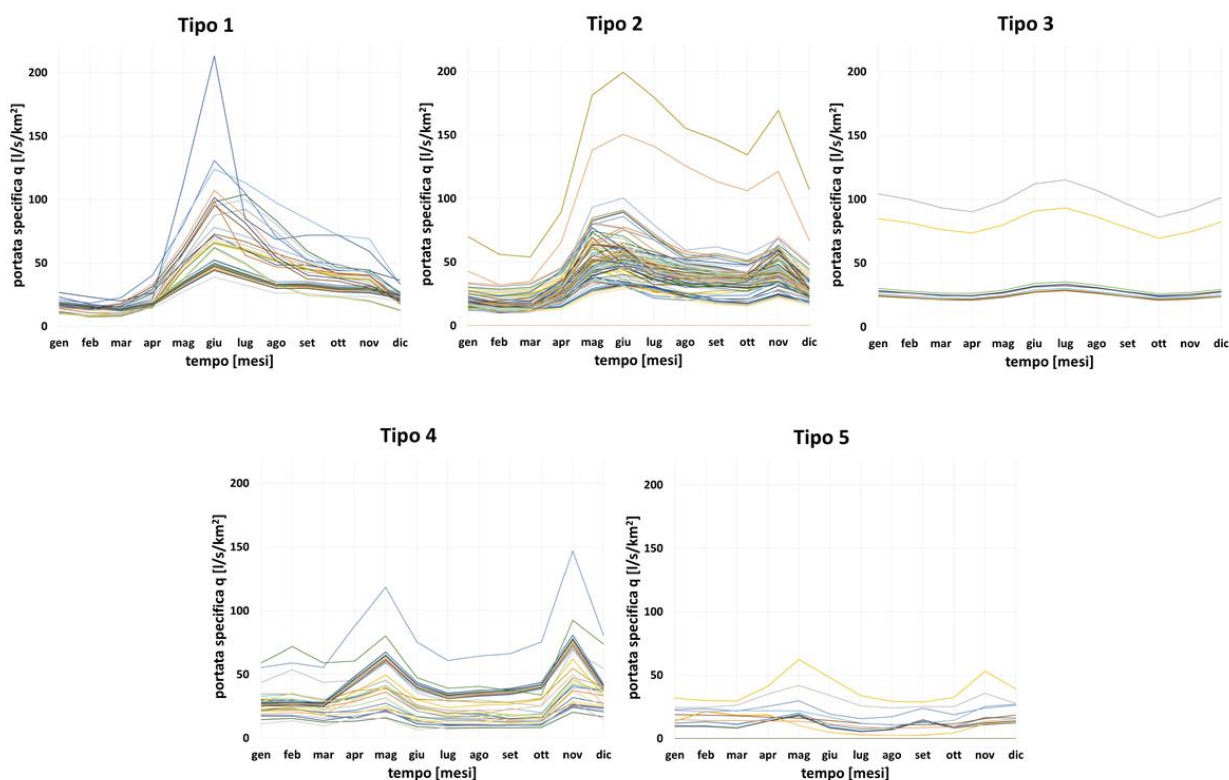 Tipo 1
portata specifica q [l/s/km²]
200
150
100
50
0
gen feb mar apr mag giu lug ago set ott nov dic
tempo [mesi]
Tipo 2
portata specifica q [l/s/km²]
200
150
100
50
0
gen feb mar apr mag giu lug ago set ott nov dic
tempo [mesi]
Tipo 3
portata specifica q [l/s/km²]
200
150
100
50
0
gen feb mar apr mag giu lug ago set ott nov dic
tempo [mesi]
Tipo 4
portata specifica q [l/s/km²]
200
150
100
50
0
gen feb mar apr mag giu lug ago set ott nov dic
tempo [mesi]
Tipo 5
portata specifica q [l/s/km²]
200
150
100
50
0
gen feb mar apr mag giu lug ago set ott nov dic
tempo [mesi]